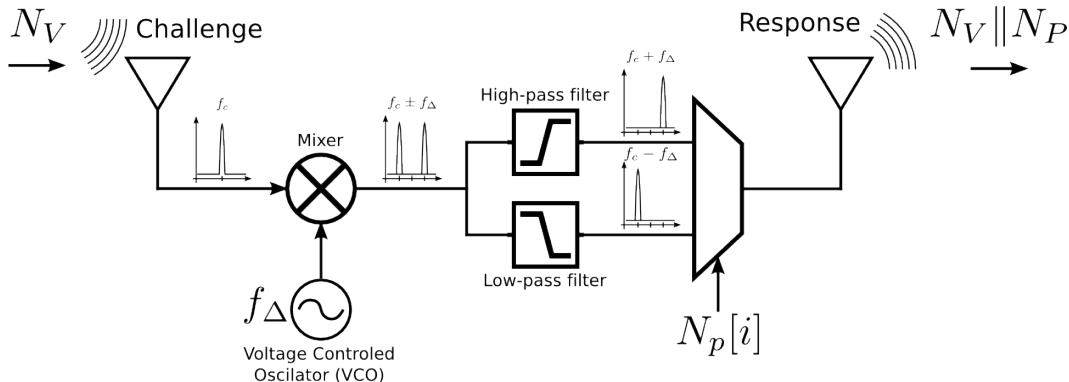 N_V
Challenge
Response
N_V∥N_P
f_c
Mixer
f_c ± f_Δ
High-pass filter
f_c + f_Δ
f_c − f_Δ
Low-pass filter
f_Δ
Voltage Controled
Oscilator (VCO)
N_p[i]